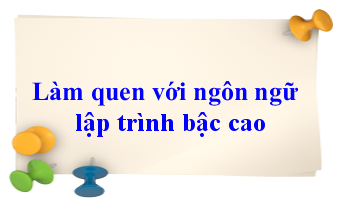 Làm quen với ngôn ngữ
lập trình bậc cao